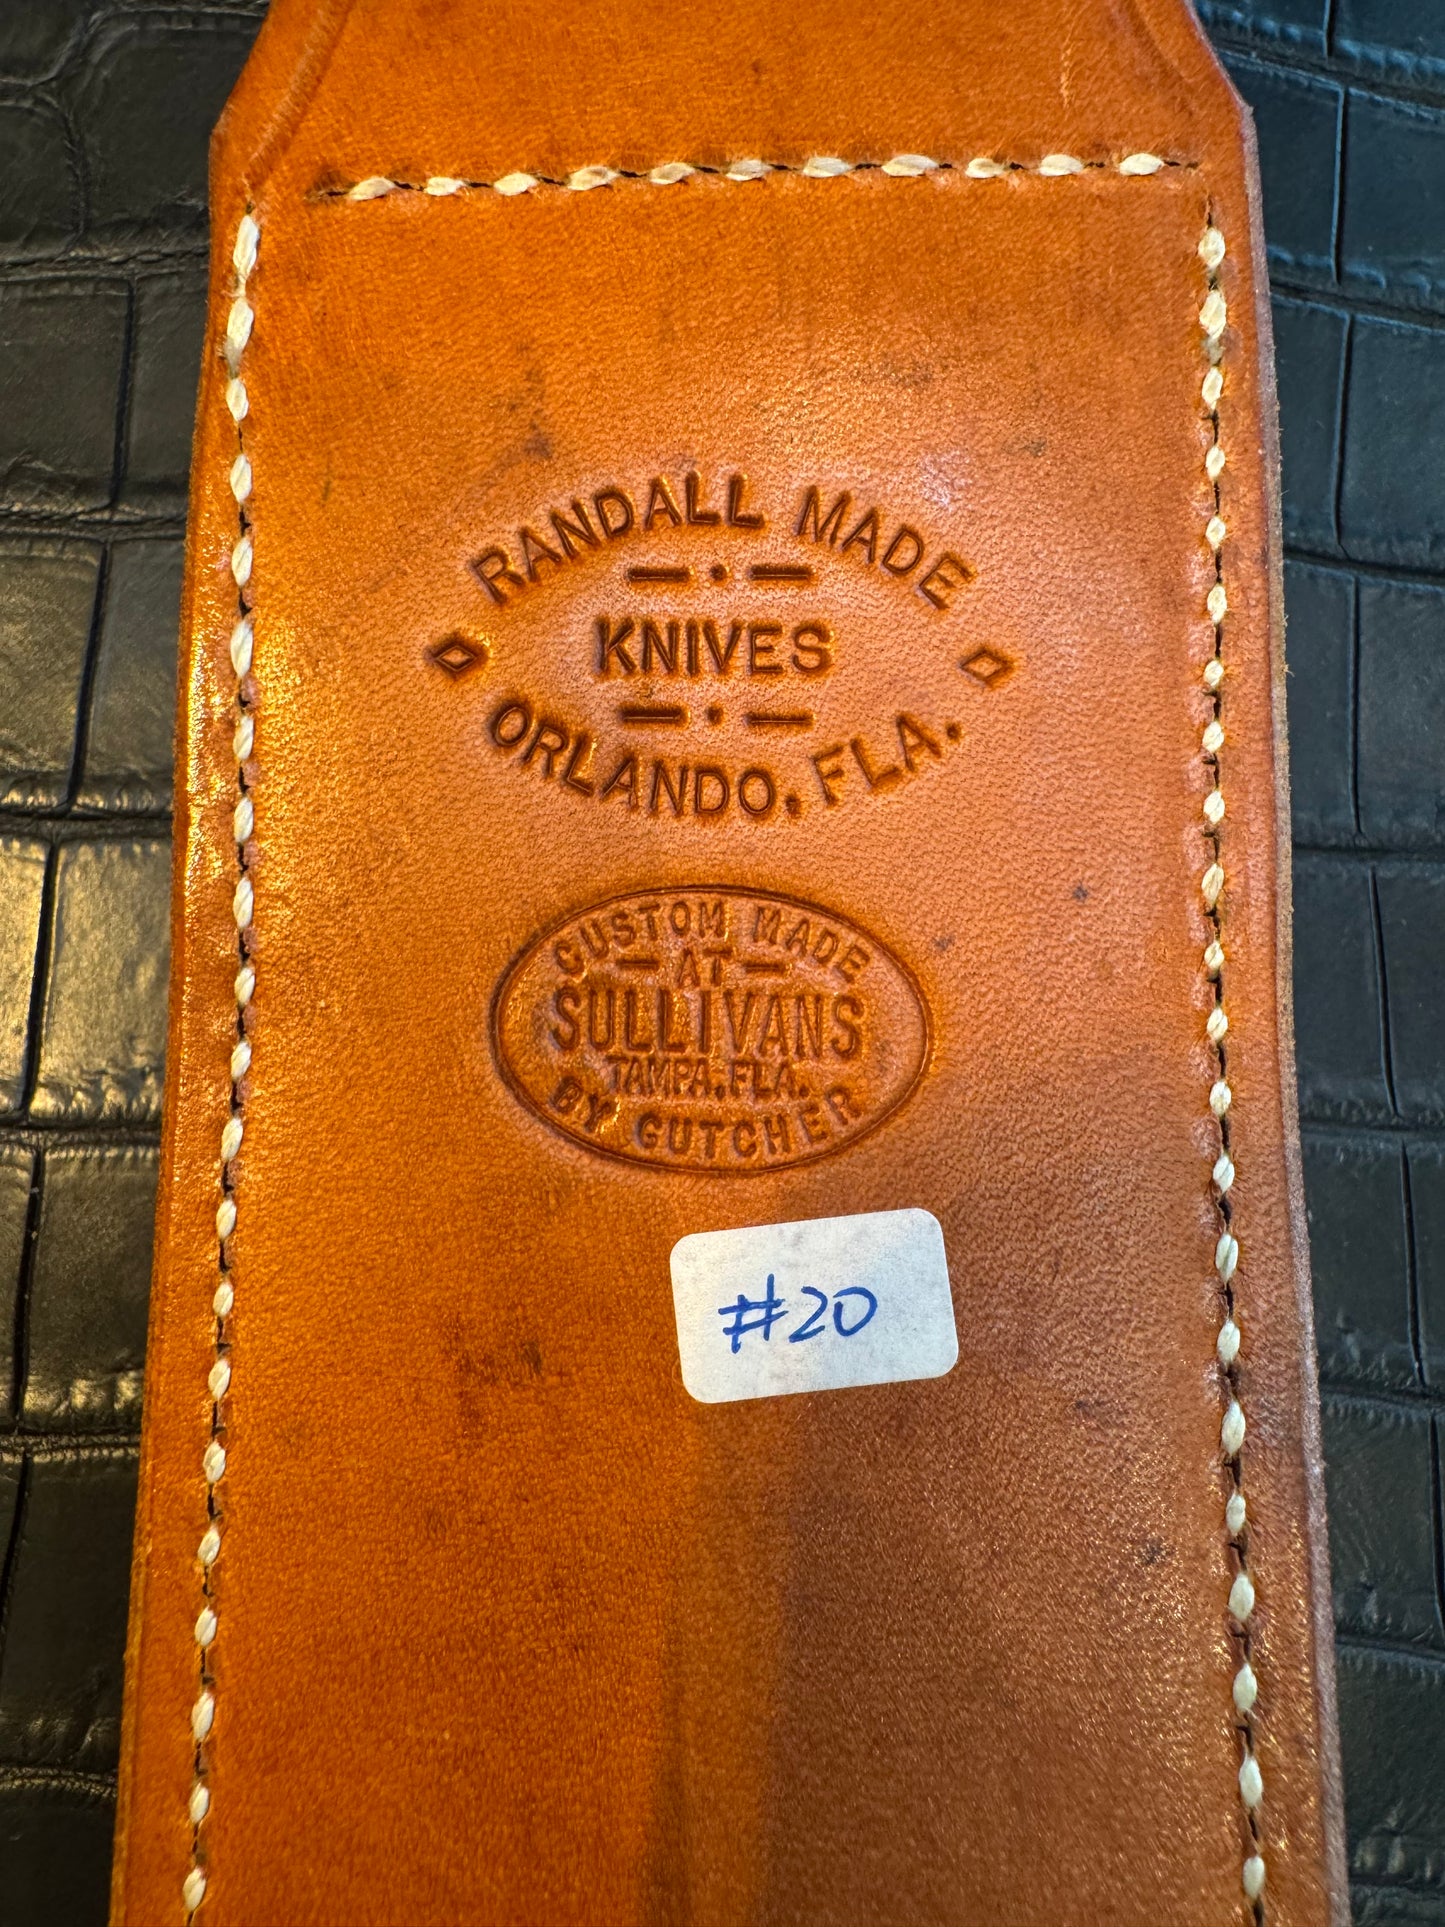 RANDALL MADE
KNIVES
ORLANDO, FLA.
CUSTOM MADE
AT
SULLIVANS
TAMPA, FLA.
BY GUTCHER
#20